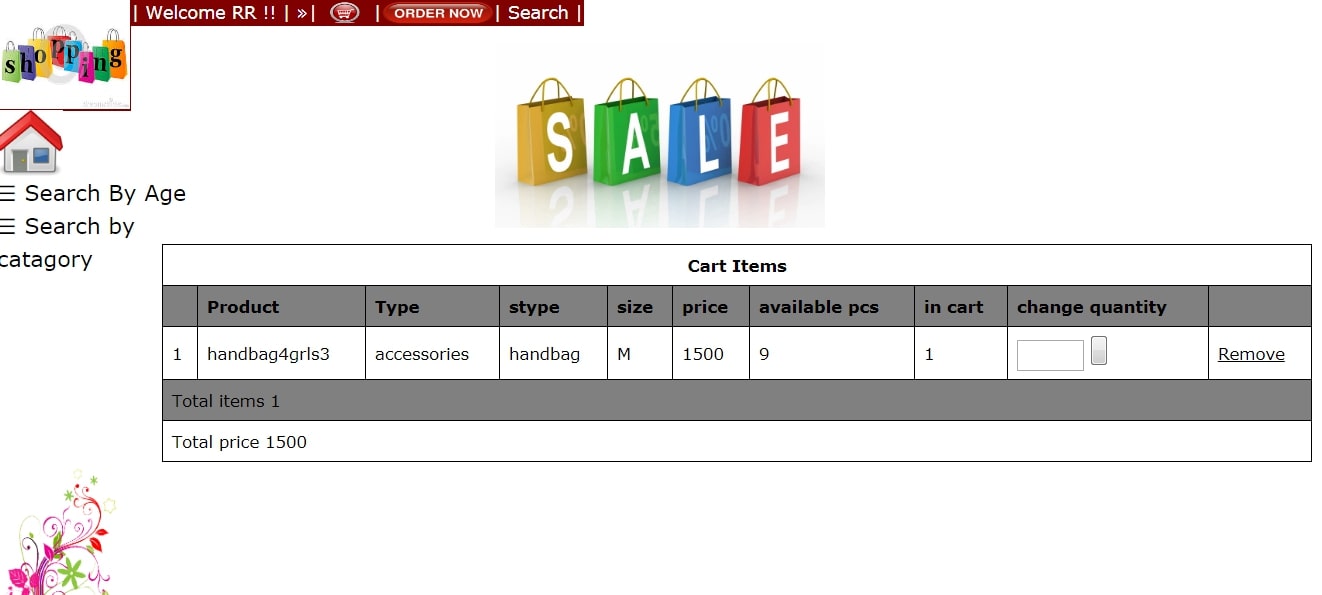 | Welcome RR !! | » | | ORDER NOW | Search |
shopping
☰ Search By Age
☰ Search by
catagory
S A L E
Cart Items
Product Type stype size price available pcs in cart change quantity
1 handbag4grls3 accessories handbag M 1500 9 1 Remove
Total items 1
Total price 1500